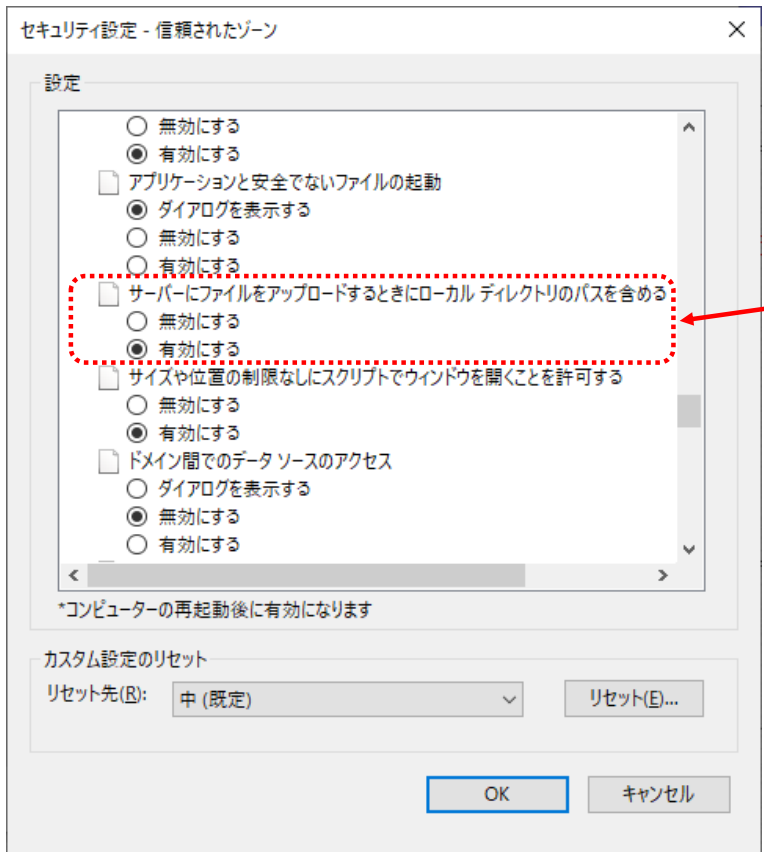 セキュリティ設定 - 信頼されたゾーン
設定
無効にする
有効にする
アプリケーションと安全でないファイルの起動
ダイアログを表示する
無効にする
有効にする
サーバーにファイルをアップロードするときにローカル ディレクトリのパスを含める
無効にする
有効にする
サイズや位置の制限なしにスクリプトでウィンドウを開くことを許可する
無効にする
有効にする
ドメイン間でのデータ ソースのアクセス
ダイアログを表示する
無効にする
有効にする
*コンピューターの再起動後に有効になります
カスタム設定のリセット
リセット先(R): 中 (既定) リセット(E)...
OK キャンセル